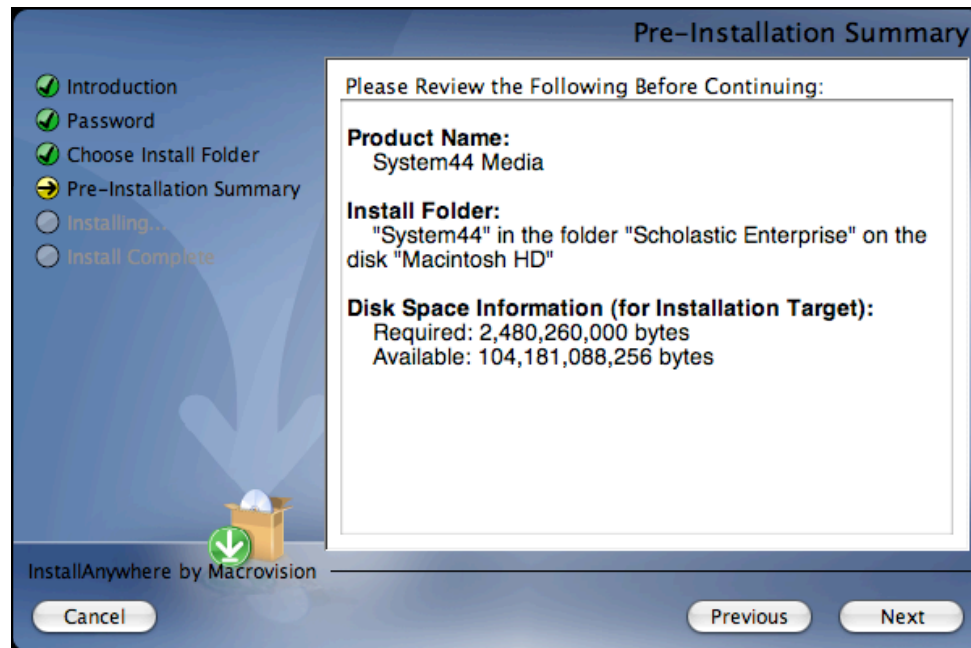 Pre-Installation Summary
Introduction
Password
Choose Install Folder
Pre-Installation Summary
Installing...
Install Complete
Please Review the Following Before Continuing:
Product Name:
System44 Media
Install Folder:
"System44" in the folder "Scholastic Enterprise" on the
disk "Macintosh HD"
Disk Space Information (for Installation Target):
Required: 2,480,260,000 bytes
Available: 104,181,088,256 bytes
InstallAnywhere by Macrovision
Cancel
Previous
Next